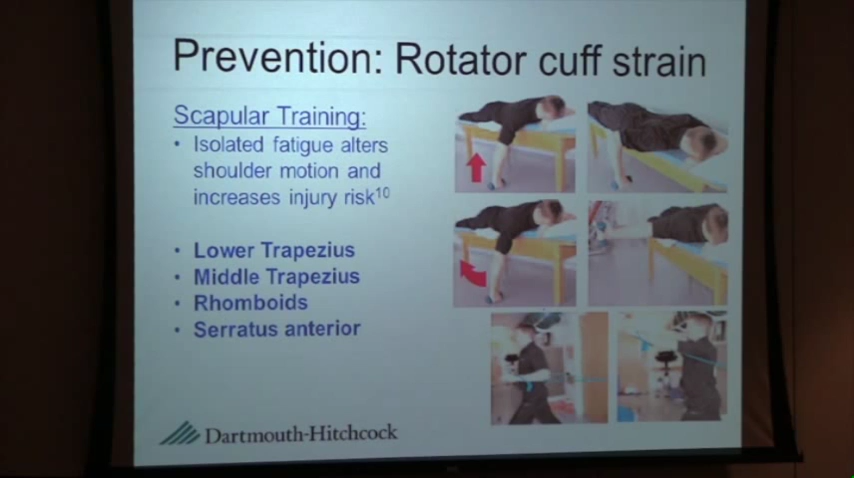 Prevention: Rotator cuff strain
Scapular Training:
• Isolated fatigue alters
shoulder motion and
increases injury risk10
• Lower Trapezius
• Middle Trapezius
• Rhomboids
• Serratus anterior
Dartmouth-Hitchcock